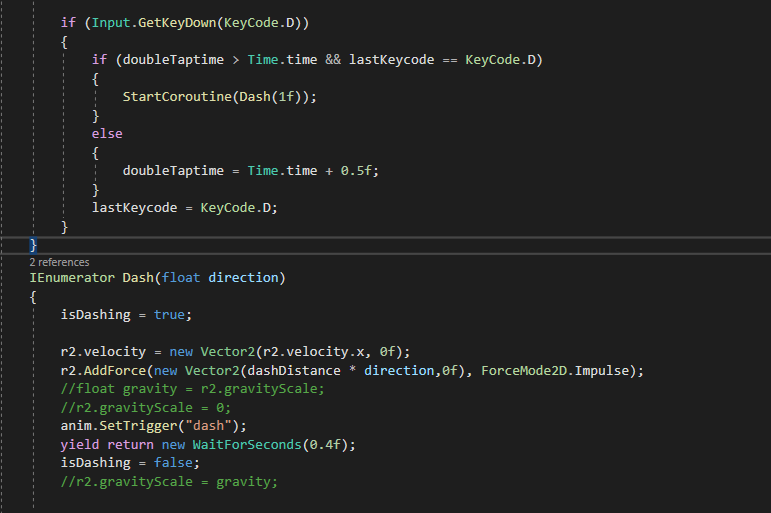 if (Input.GetKeyDown(KeyCode.D))
{
if (doubleTaptime > Time.time && lastKeycode == KeyCode.D)
{
StartCoroutine(Dash(1f));
}
else
{
doubleTaptime = Time.time + 0.5f;
}
lastKeycode = KeyCode.D;
}
}
2 references
IEnumerator Dash(float direction)
{
isDashing = true;
r2.velocity = new Vector2(r2.velocity.x, 0f);
r2.AddForce(new Vector2(dashDistance * direction,0f), ForceMode2D.Impulse);
//float gravity = r2.gravityScale;
//r2.gravityScale = 0;
anim.SetTrigger("dash");
yield return new WaitForSeconds(0.4f);
isDashing = false;
//r2.gravityScale = gravity;